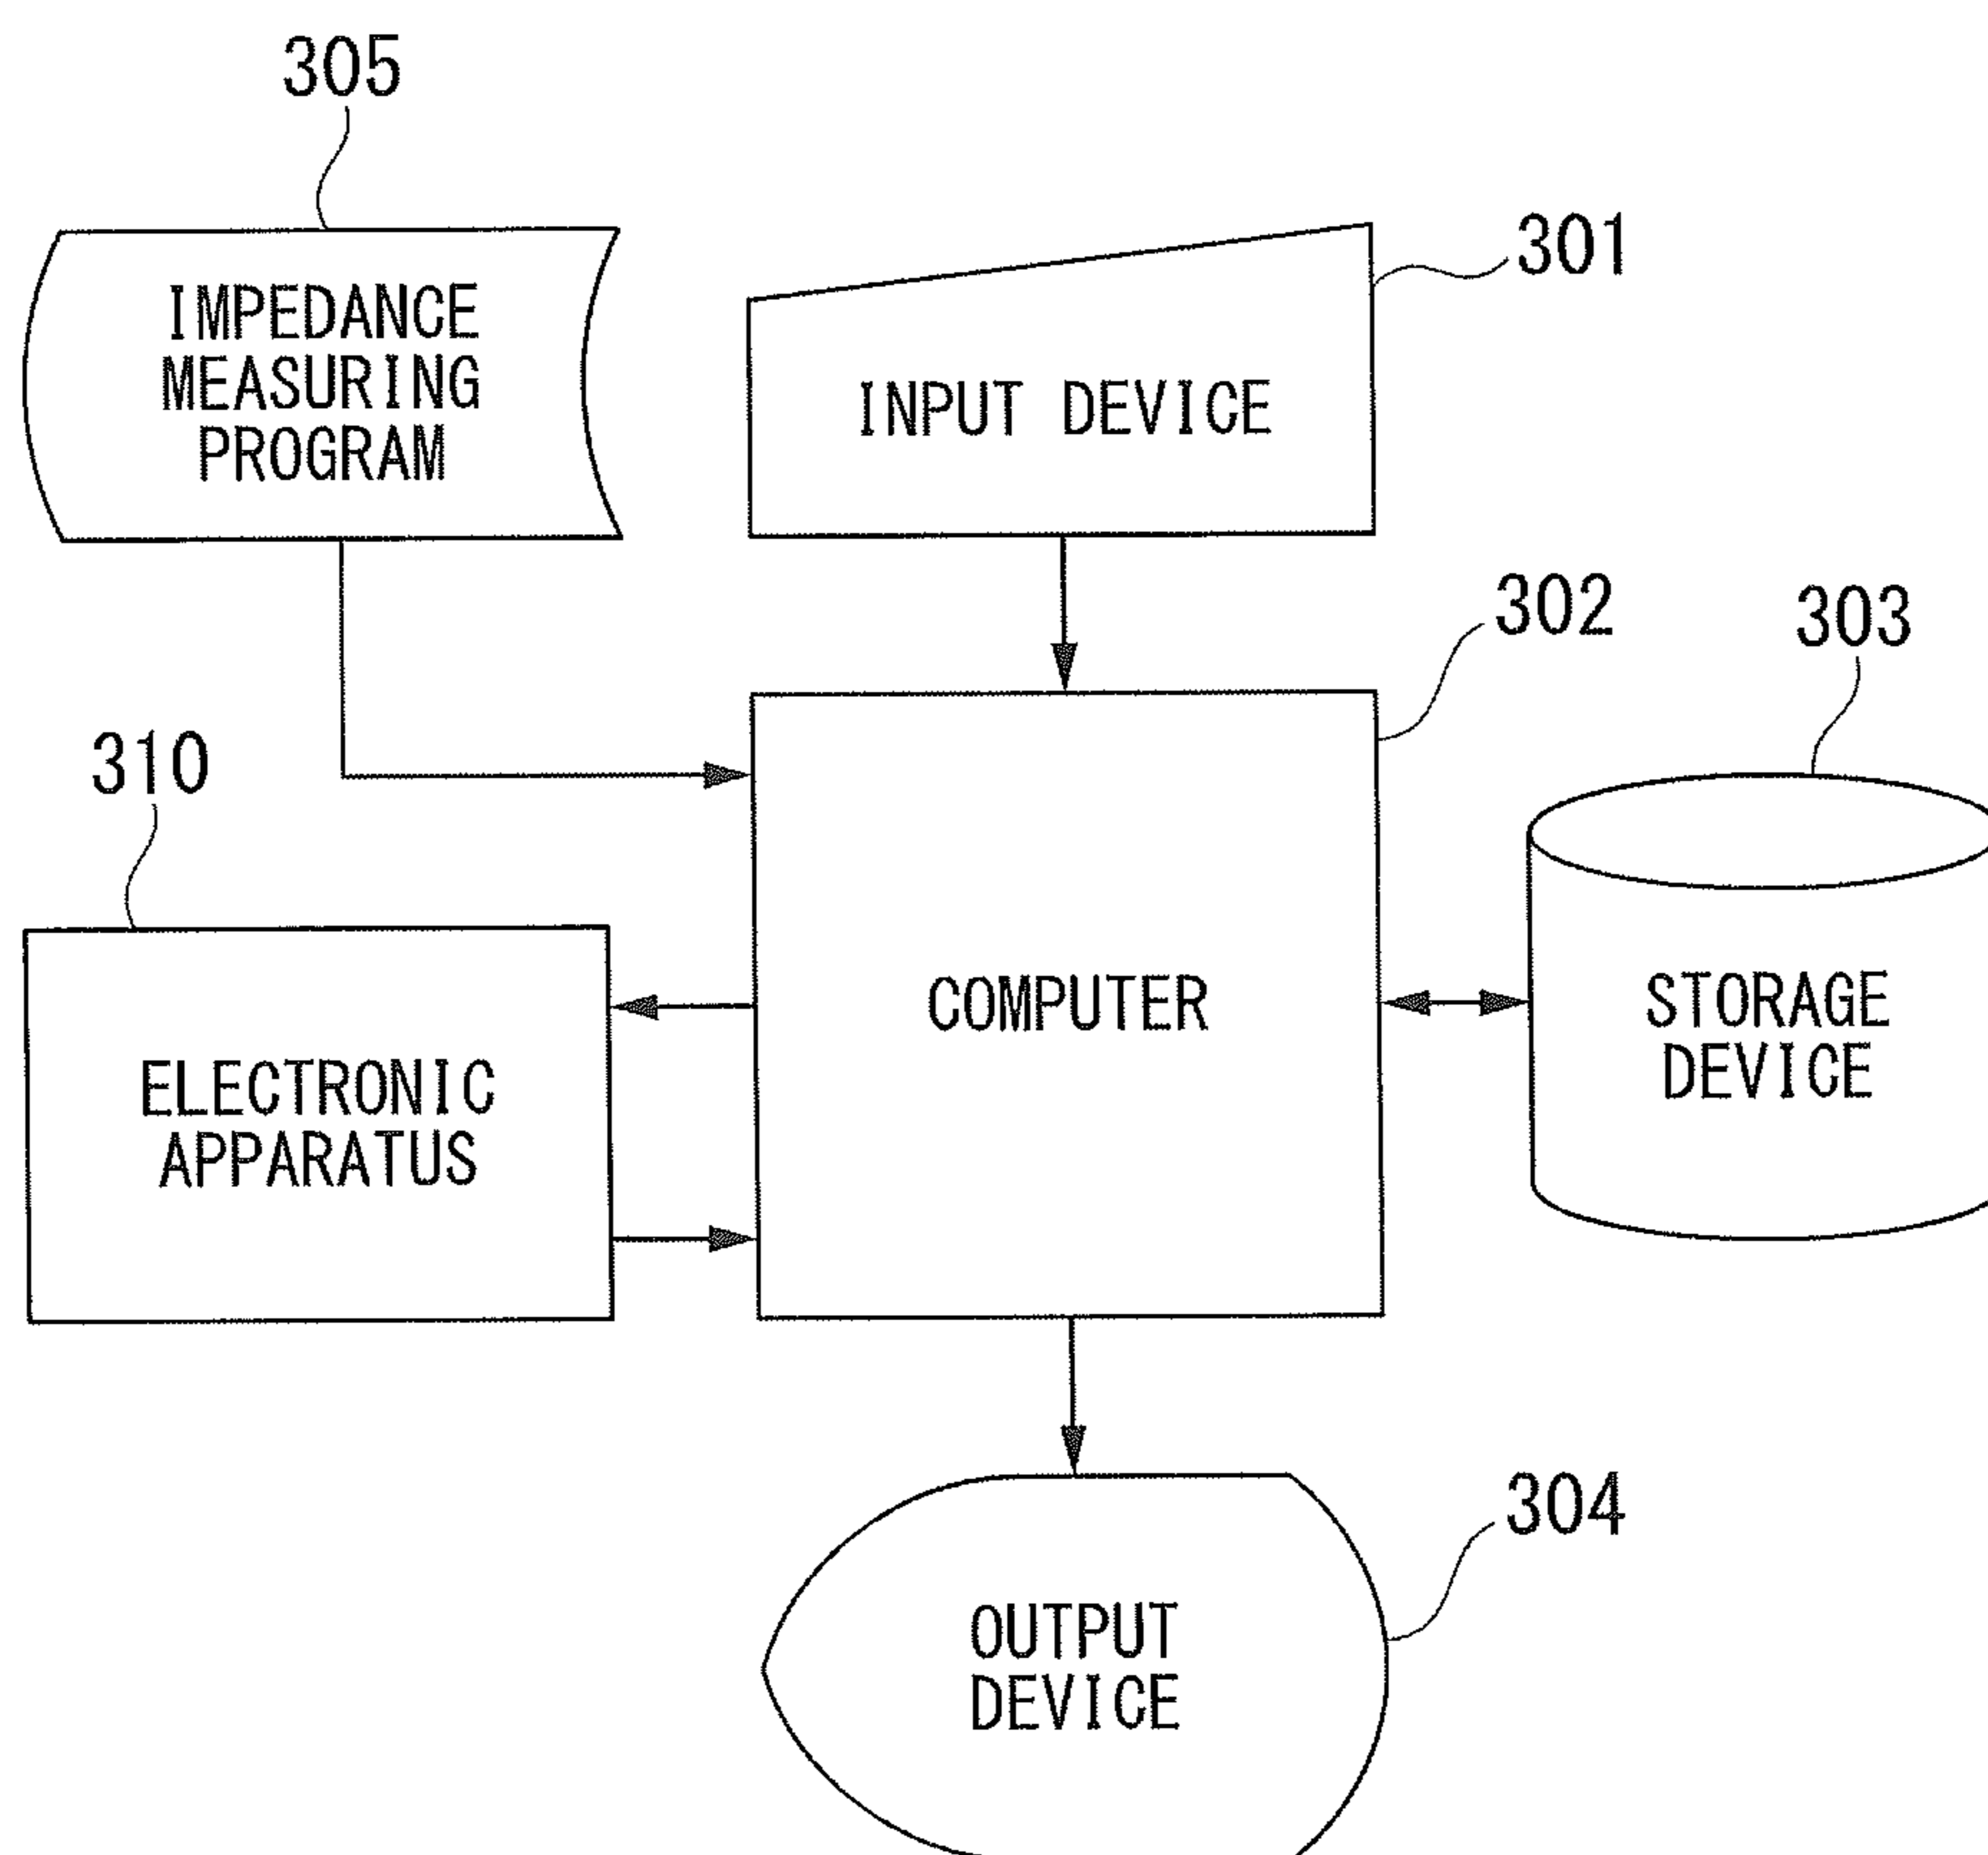 305
IMPEDANCE
MEASURING
PROGRAM
301
INPUT DEVICE
302
303
310
COMPUTER
STORAGE
DEVICE
ELECTRONIC
APPARATUS
304
OUTPUT
DEVICE